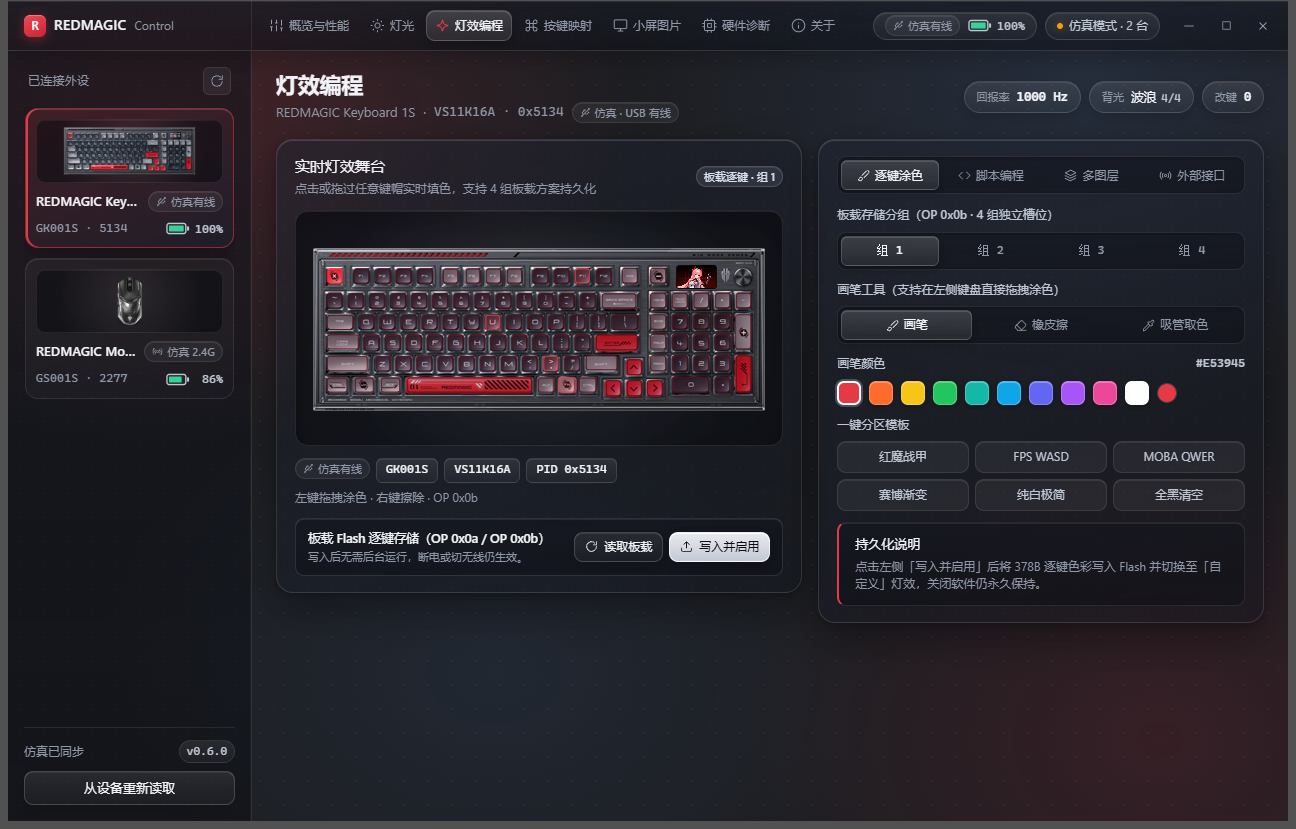 R REDMAGIC Control
概览与性能 灯光 灯效编程 按键映射 小屏图片 硬件诊断 关于
仿真有线 100% 仿真模式 · 2 台
已连接外设
REDMAGIC Key... 仿真有线
GK001S · 5134 100%
REDMAGIC Mo... 仿真 2.4G
GS001S · 2277 86%
仿真已同步 v0.6.0
从设备重新读取
灯效编程
REDMAGIC Keyboard 1S · VS11K16A · 0x5134 仿真 · USB 有线
回报率 1000 Hz 背光 波浪 4/4 改键 0
实时灯效舞台
点击或拖过任意键帽实时填色，支持 4 组板载方案持久化
板载逐键 · 组 1
仿真有线 GK001S VS11K16A PID 0x5134
左键拖拽涂色 · 右键擦除 · OP 0x0b
板载 Flash 逐键存储（OP 0x0a / OP 0x0b）
写入后无需后台运行，断电或切无线仍生效。
读取板载 写入并启用
逐键涂色 脚本编程 多图层 外部接口
板载存储分组（OP 0x0b · 4 组独立槽位）
组 1 组 2 组 3 组 4
画笔工具（支持在左侧键盘直接拖拽涂色）
画笔 橡皮擦 吸管取色
画笔颜色 #E53945
一键分区模板
红魔战甲 FPS WASD MOBA QWER
赛博渐变 纯白极简 全黑清空
持久化说明
点击左侧「写入并启用」后将 378B 逐键色彩写入 Flash 并切换至「自
定义」灯效，关闭软件仍永久保持。